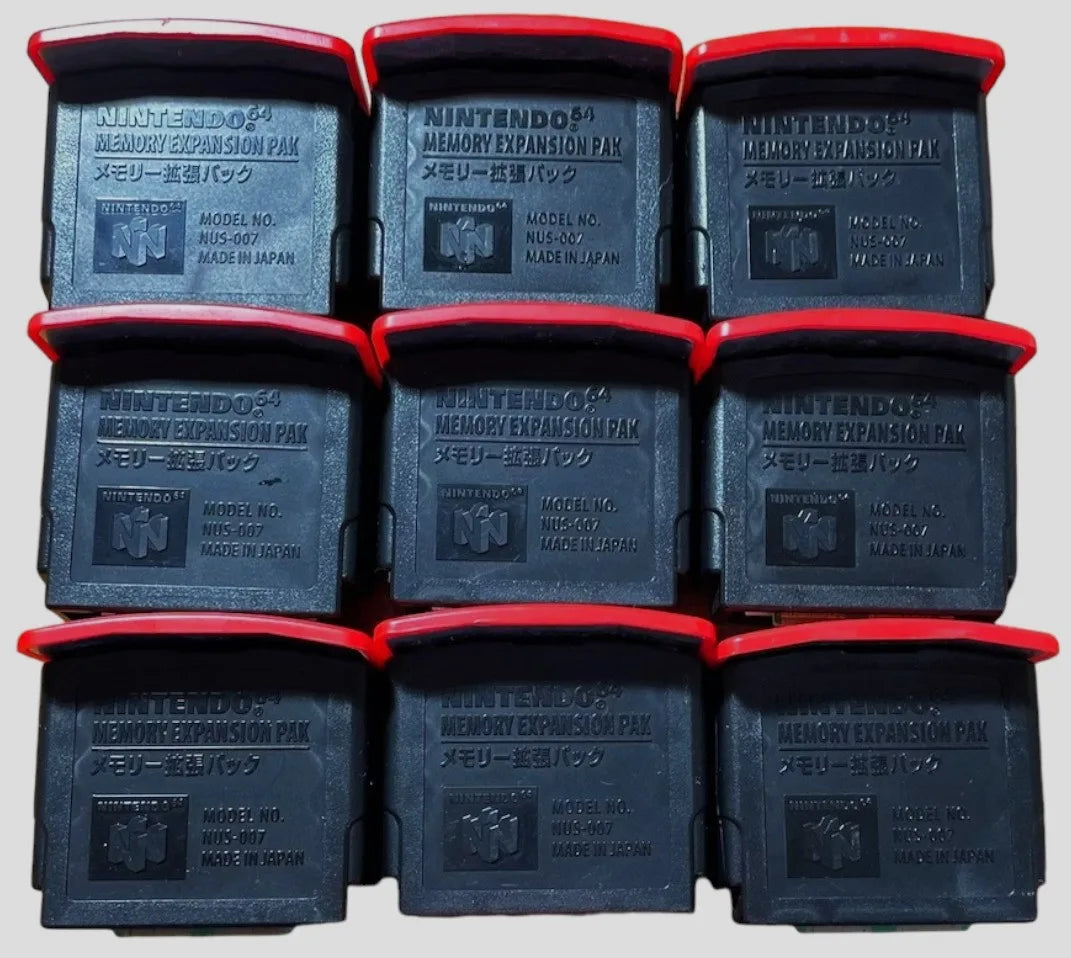 NINTENDO64®
MEMORY EXPANSION PAK
メモリー拡張パック
NINTENDO64
MODEL NO.
NUS-007
MADE IN JAPAN
NINTENDO64®
MEMORY EXPANSION PAK
メモリー拡張パック
NINTENDO64
MODEL NO.
NUS-007
MADE IN JAPAN
NINTENDO64®
MEMORY EXPANSION PAK
メモリー拡張パック
NINTENDO64
MODEL NO.
NUS-007
MADE IN JAPAN
NINTENDO64®
MEMORY EXPANSION PAK
メモリー拡張パック
NINTENDO64
MODEL NO.
NUS-007
MADE IN JAPAN
NINTENDO64®
MEMORY EXPANSION PAK
メモリー拡張パック
NINTENDO64
MODEL NO.
NUS-007
MADE IN JAPAN
NINTENDO64®
MEMORY EXPANSION PAK
メモリー拡張パック
NINTENDO64
MODEL NO.
NUS-007
MADE IN JAPAN
NINTENDO64®
MEMORY EXPANSION PAK
メモリー拡張パック
NINTENDO64
MODEL NO.
NUS-007
MADE IN JAPAN
NINTENDO64®
MEMORY EXPANSION PAK
メモリー拡張パック
NINTENDO64
MODEL NO.
NUS-007
MADE IN JAPAN
NINTENDO64®
MEMORY EXPANSION PAK
メモリー拡張パック
NINTENDO64
MODEL NO.
NUS-007
MADE IN JAPAN